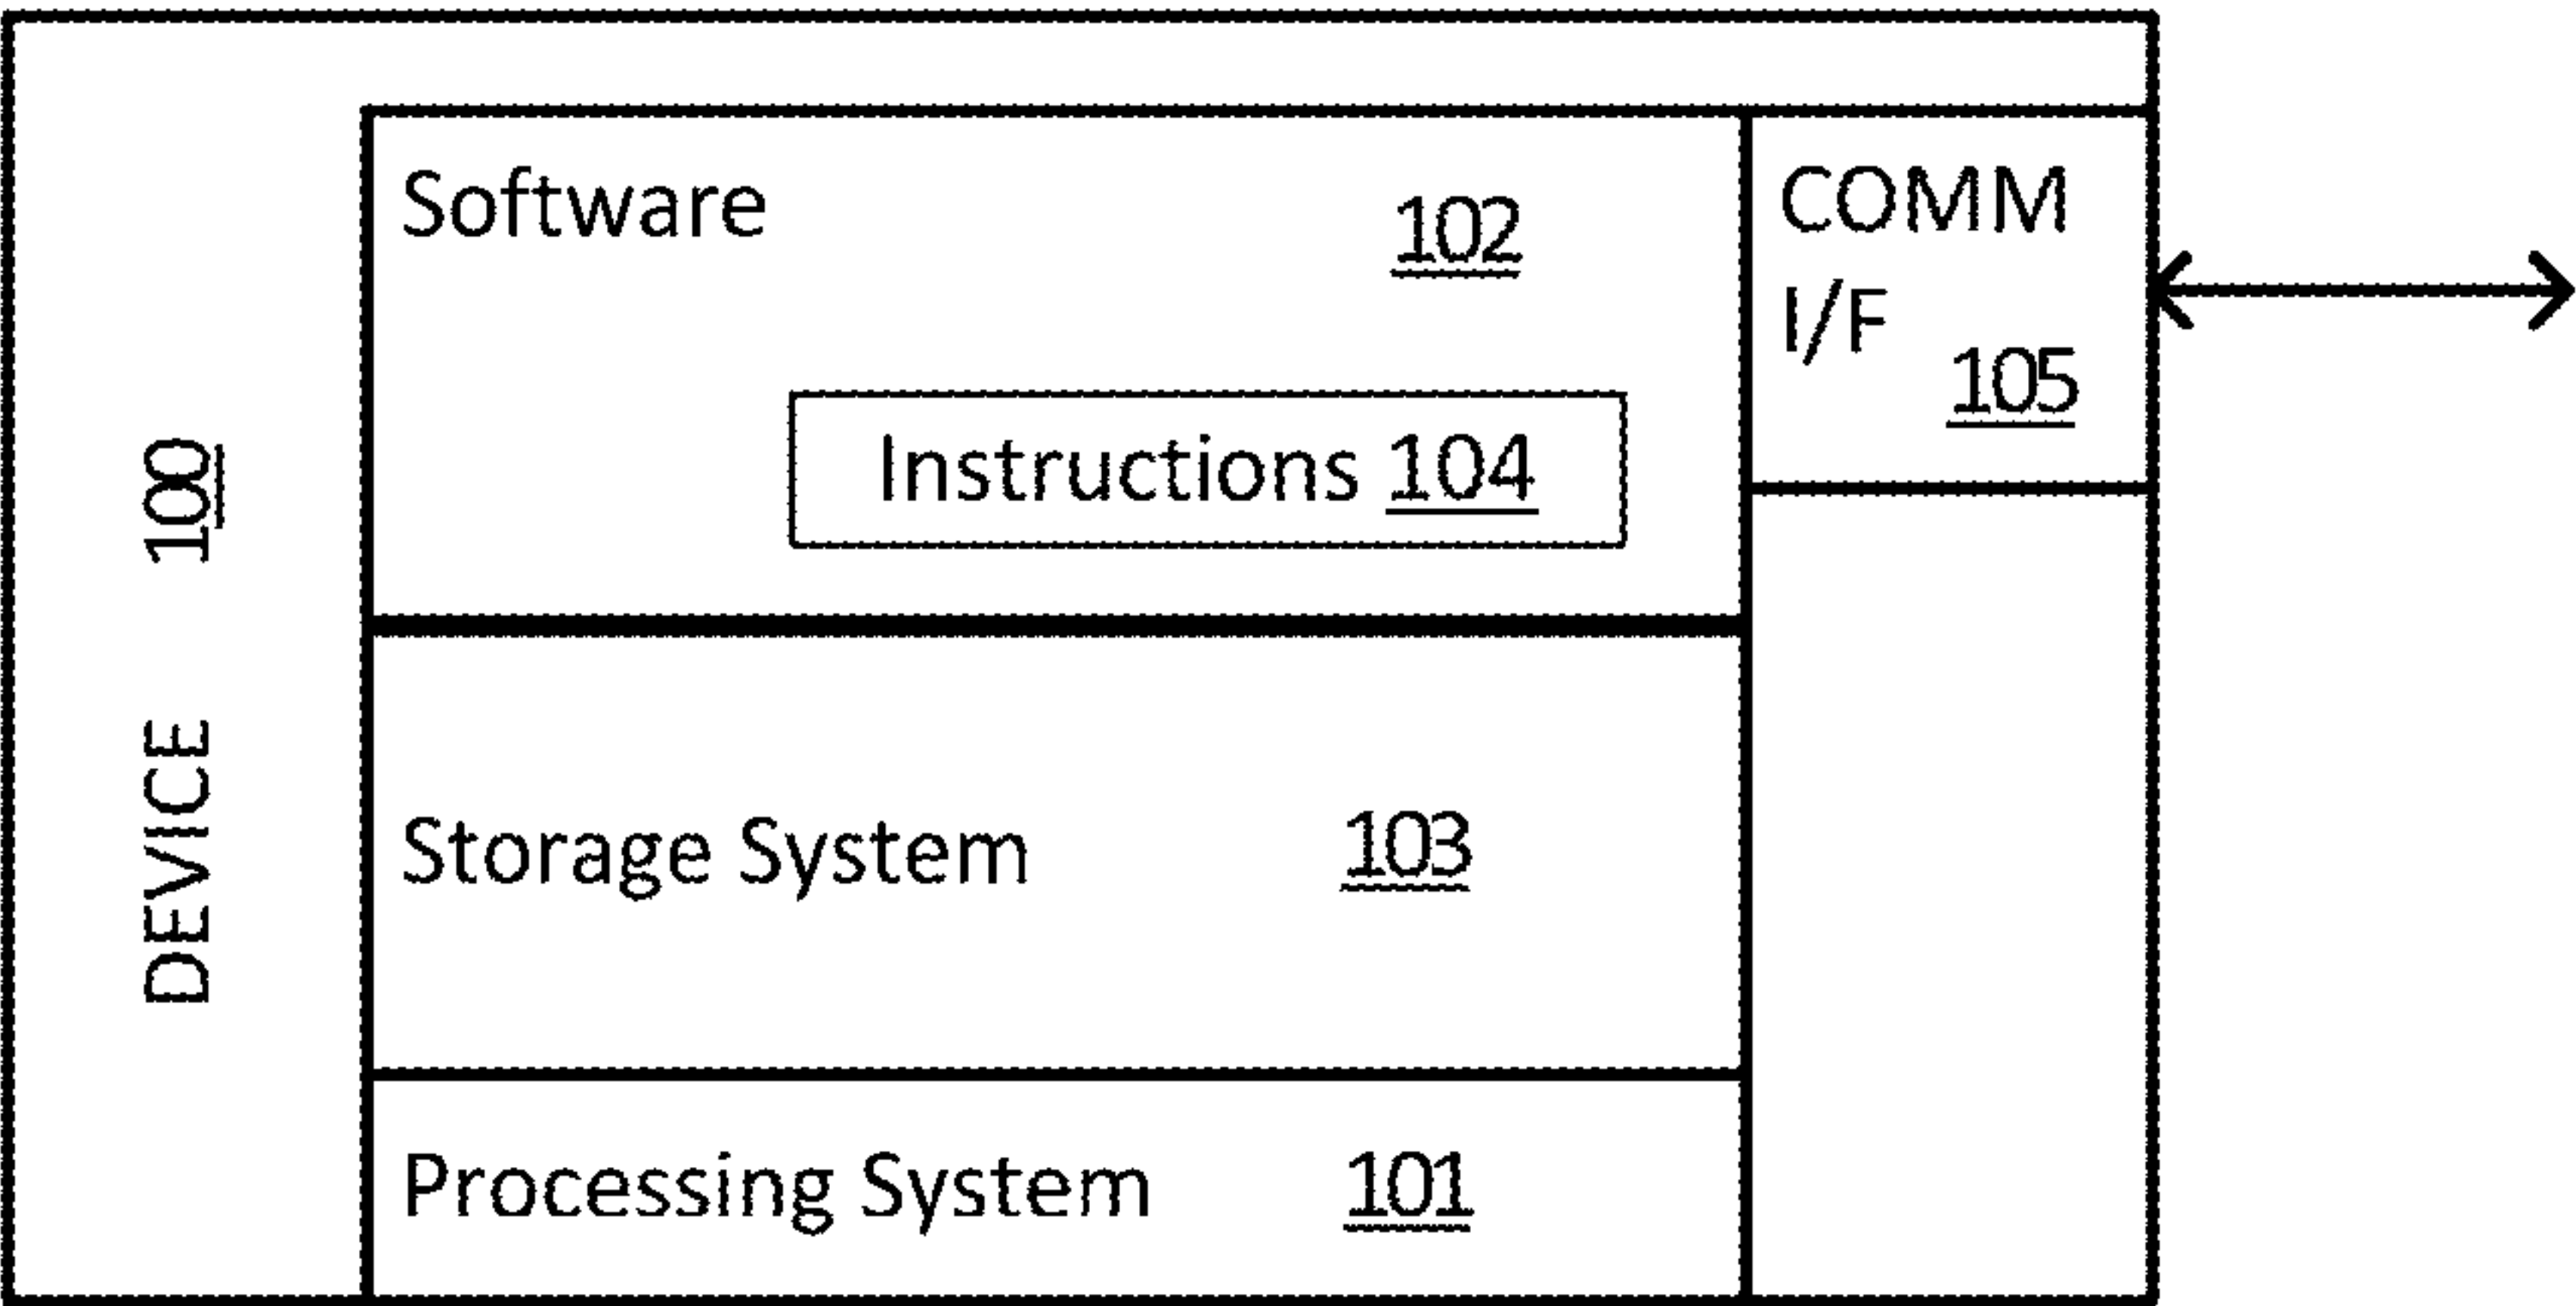 DEVICE 100
Software 102
Instructions 104
COMM
I/F 105
Storage System 103
Processing System 101